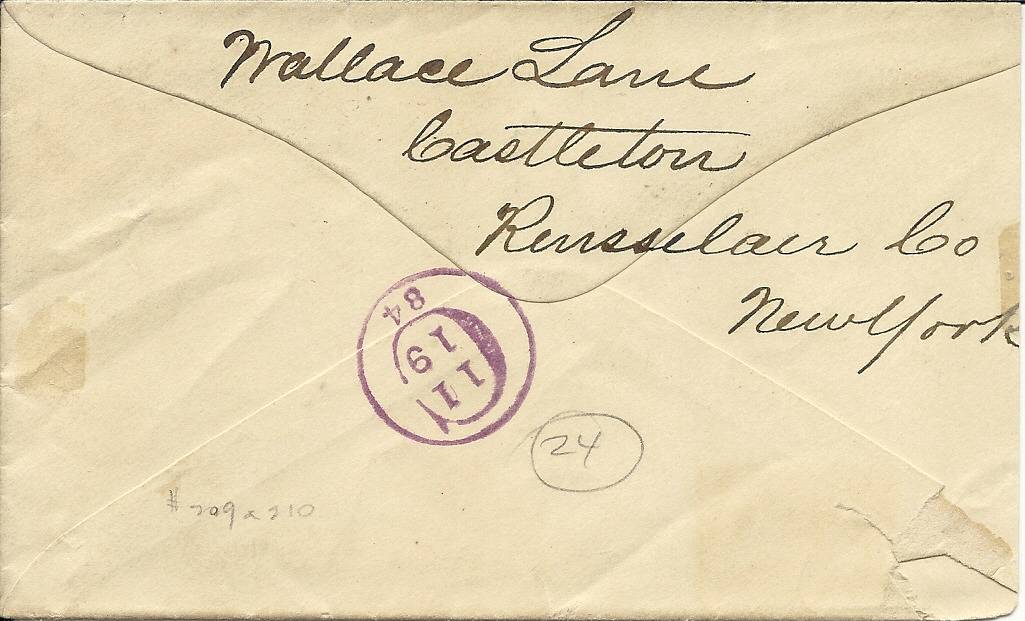 Wallace Lane
Castleton
Rensselaer Co
New York
11
19
84
24
#209 & 210